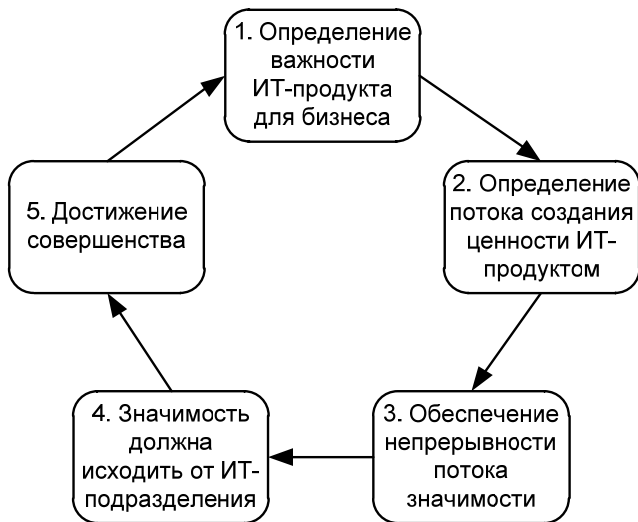 1. Определение
важности
ИТ-продукта
для бизнеса
2. Определение
потока создания
ценности ИТ-
продуктом
3. Обеспечение
непрерывности
потока
значимости
4. Значимость
должна
исходить от ИТ-
подразделения
5. Достижение
совершенства